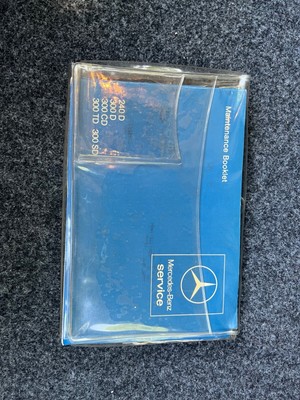 Maintenance Booklet
240 D
300 D
300 CD
300 TD 300 SD
Mercedes-Benz
service